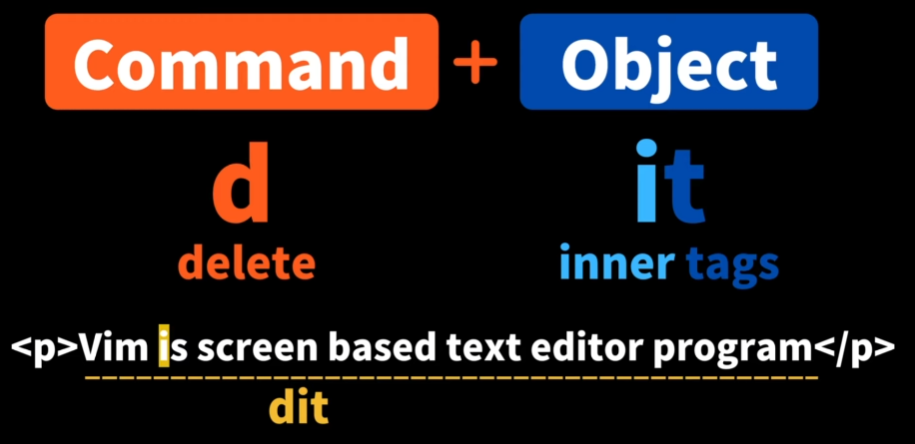 Command + Object
d it
delete inner tags
<p>Vim is screen based text editor program</p>
dit